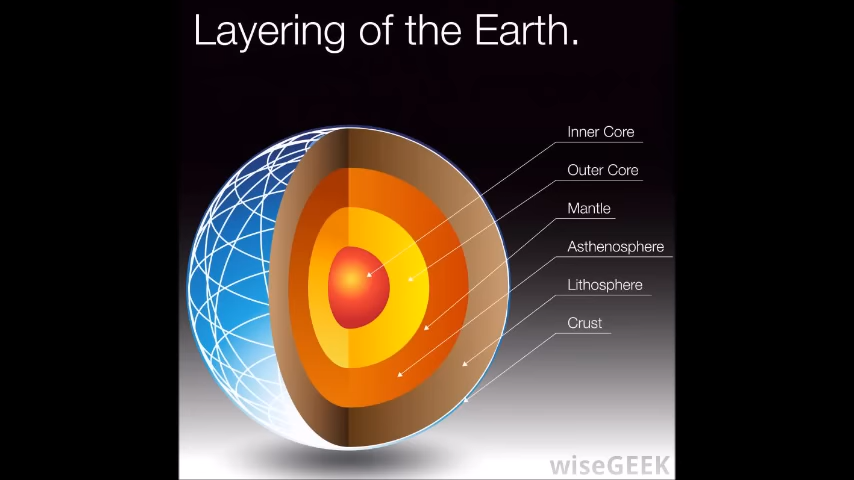 Layering of the Earth.
Inner Core
Outer Core
Mantle
Asthenosphere
Lithosphere
Crust
wiseGEEK